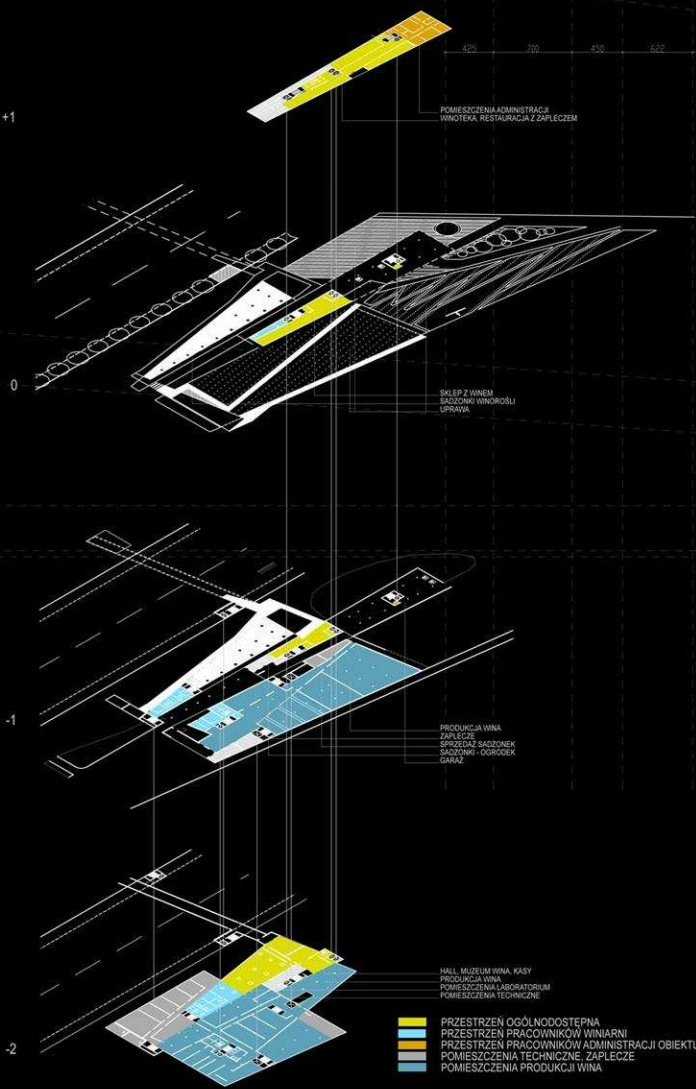 425 700 450 622
+1
POMIESZCZENIA ADMINISTRACJI
WINOTEKA, RESTAURACJA Z ZAPLECZEM
0
SKLEP Z WINEM
SADZONKI WINOROŚLI
UPRAWA
-1
PRODUKCJA WINA
ZAPLECZE
SPRZEDAŻ SADZONEK
SADZONKI - OGRÓDEK
GARAŻ
HALL, MUZEUM WINA, KASY
PRODUKCJA WINA
POMIESZCZENIA LABORATORIUM
POMIESZCZENIA TECHNICZNE
-2
PRZESTRZEŃ OGÓLNODOSTĘPNA
PRZESTRZEŃ PRACOWNIKÓW WINIARNI
PRZESTRZEŃ PRACOWNIKÓW ADMINISTRACJI OBIEKTU
POMIESZCZENIA TECHNICZNE, ZAPLECZE
POMIESZCZENIA PRODUKCJI WINA